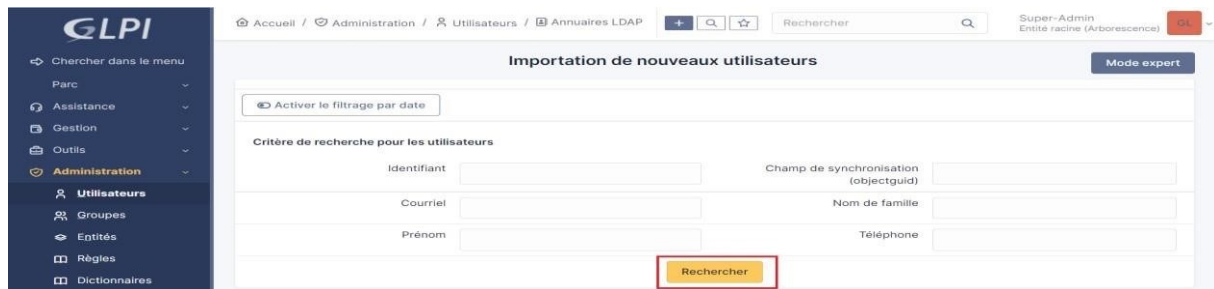 GLPI
Accueil / Administration / Utilisateurs / Annuaires LDAP
Rechercher
Super-Admin
Entité racine (Arborescence)
GL
Chercher dans le menu
Parc
Assistance
Gestion
Outils
Administration
Utilisateurs
Groupes
Entités
Règles
Dictionnaires
Importation de nouveaux utilisateurs
Mode expert
Activer le filtrage par date
Critère de recherche pour les utilisateurs
Identifiant
Champ de synchronisation
(objectguid)
Courriel
Nom de famille
Prénom
Téléphone
Rechercher